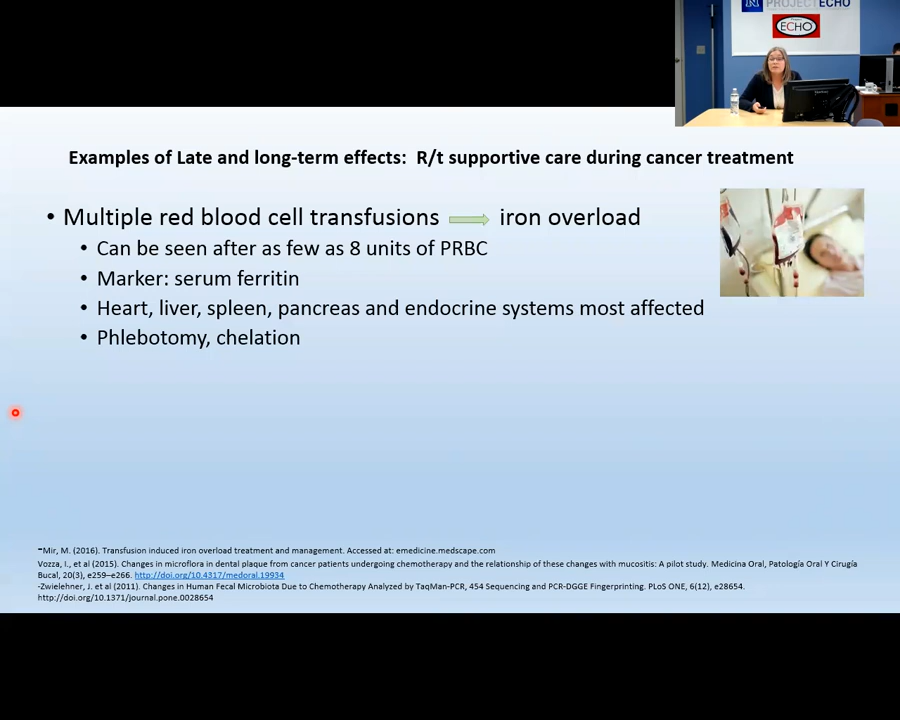 N PROJECT ECHO
ECHO
Examples of Late and long-term effects: R/t supportive care during cancer treatment
• Multiple red blood cell transfusions iron overload
• Can be seen after as few as 8 units of PRBC
• Marker: serum ferritin
• Heart, liver, spleen, pancreas and endocrine systems most affected
• Phlebotomy, chelation
-Mir, M. (2016). Transfusion induced iron overload treatment and management. Accessed at: emedicine.medscape.com
Vozza, I., et al (2015). Changes in microflora in dental plaque from cancer patients undergoing chemotherapy and the relationship of these changes with mucositis: A pilot study. Medicina Oral, Patología Oral Y Cirugía
Bucal, 20(3), e259–e266. http://doi.org/10.4317/medoral.19934
-Zwielehner, J. et al (2011). Changes in Human Fecal Microbiota Due to Chemotherapy Analyzed by TaqMan-PCR, 454 Sequencing and PCR-DGGE Fingerprinting. PLoS ONE, 6(12), e28654.
http://doi.org/10.1371/journal.pone.0028654